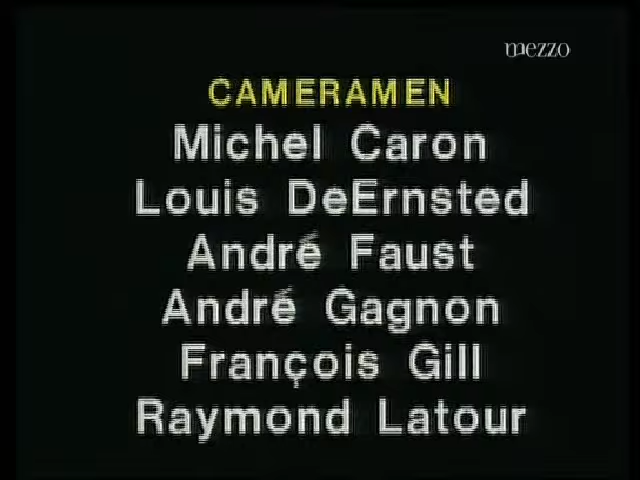 mezzo
CAMERAMEN
Michel Caron
Louis DeErnsted
André Faust
André Gagnon
François Gill
Raymond Latour